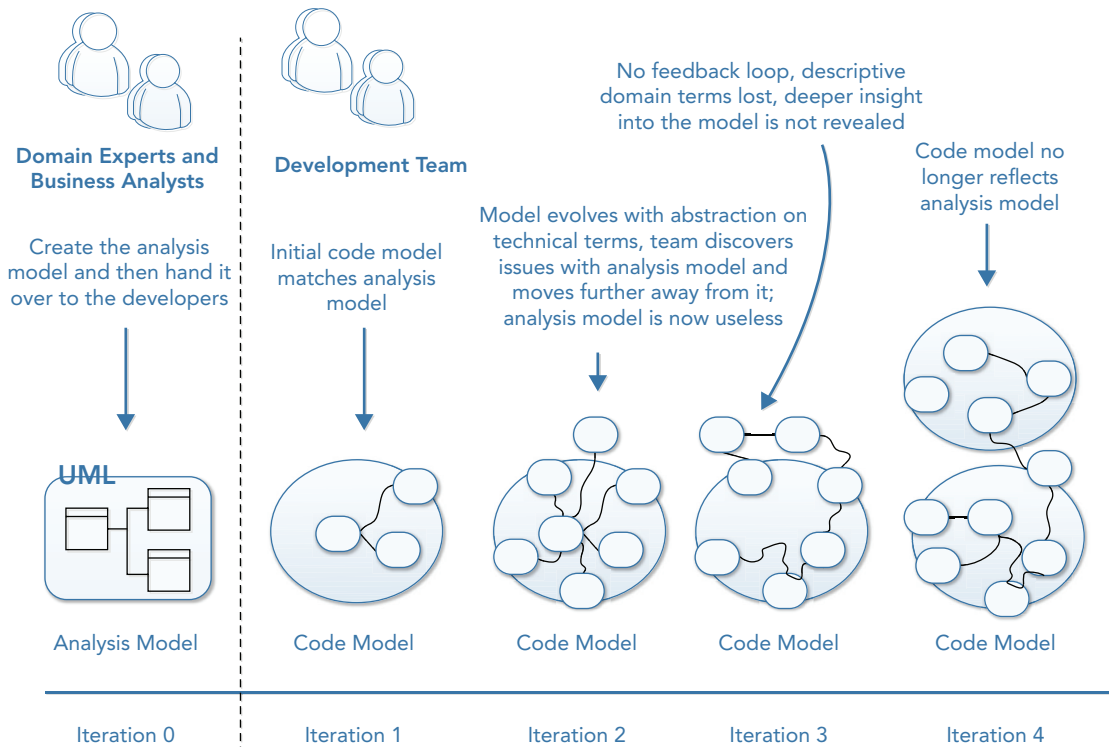 Domain Experts and
Business Analysts
Create the analysis
model and then hand it
over to the developers
UML
Analysis Model
Iteration 0
Development Team
Initial code model
matches analysis
model
Code Model
Iteration 1
Model evolves with abstraction on
technical terms, team discovers
issues with analysis model and
moves further away from it;
analysis model is now useless
Code Model
Iteration 2
No feedback loop, descriptive
domain terms lost, deeper insight
into the model is not revealed
Code Model
Iteration 3
Code model no
longer reflects
analysis model
Code Model
Iteration 4